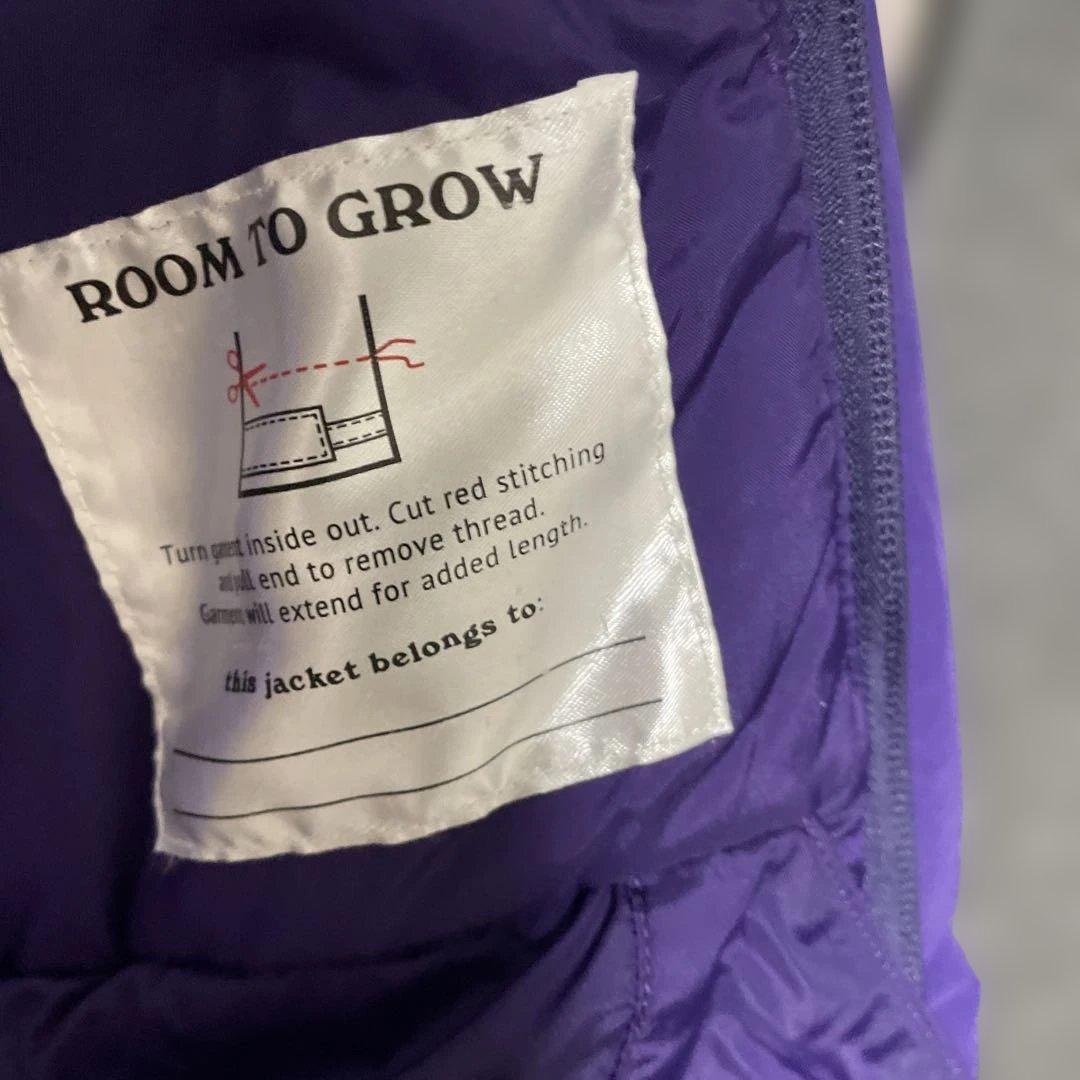 ROOM TO GROW
Turn garment inside out. Cut red stitching
and pull end to remove thread.
Garment will extend for added length.
this jacket belongs to: